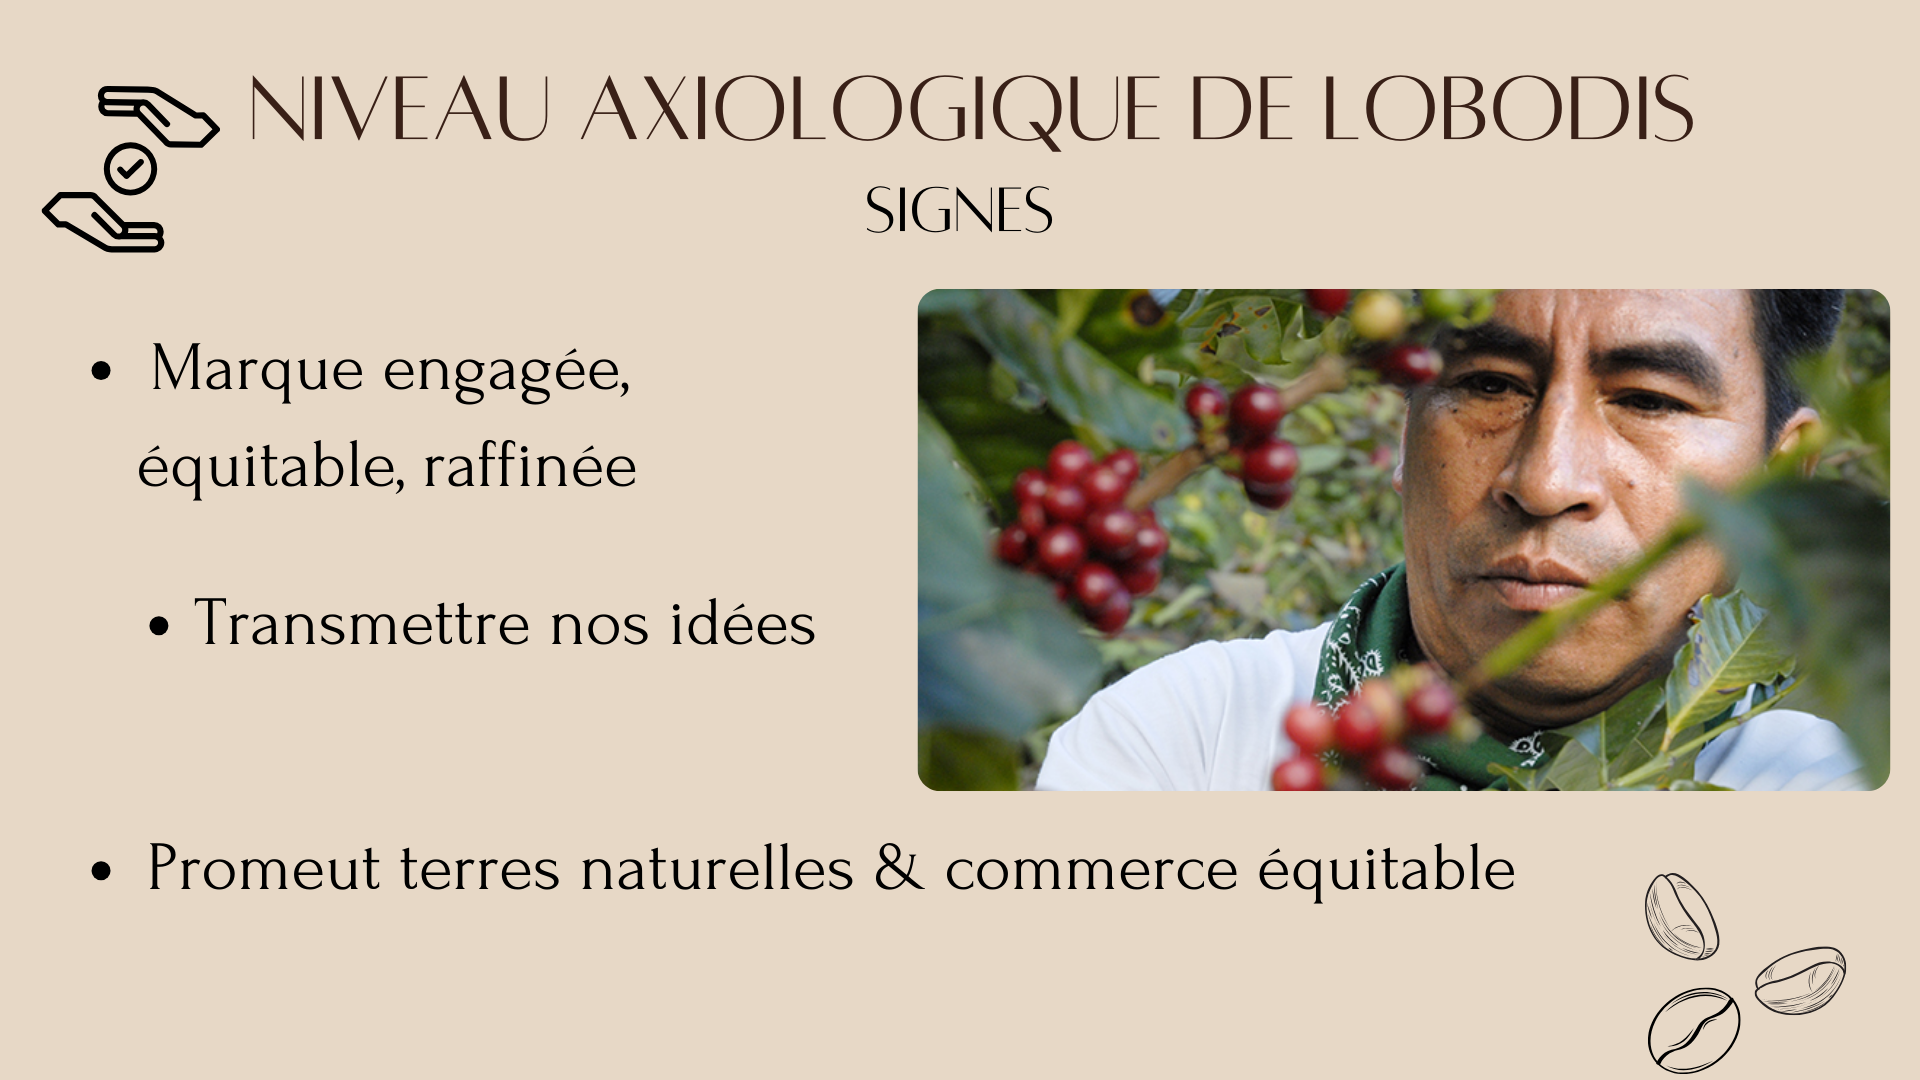 NIVEAU AXIOLOGIQUE DE LOBODIS
SIGNES
• Marque engagée,
équitable, raffinée
• Transmettre nos idées
• Promeut terres naturelles & commerce équitable